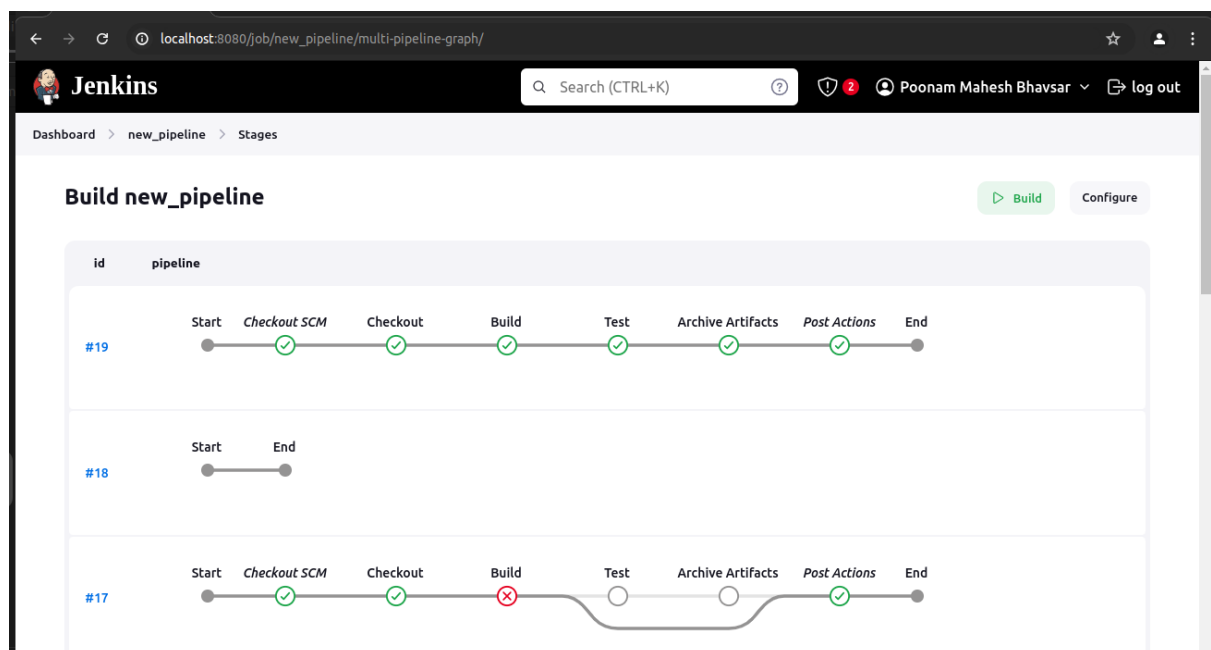 localhost:8080/job/new_pipeline/multi-pipeline-graph/
Jenkins Search (CTRL+K) ? 2 Poonam Mahesh Bhavsar log out
Dashboard > new_pipeline > Stages
Build new_pipeline Build Configure
id pipeline
Start Checkout SCM Checkout Build Test Archive Artifacts Post Actions End
#19
Start End
#18
Start Checkout SCM Checkout Build Test Archive Artifacts Post Actions End
#17